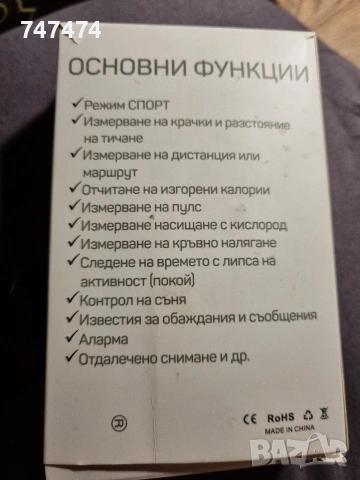 747474
ОСНОВНИ ФУНКЦИИ
✓Режим СПОРТ
✓Измерване на крачки и разстояние
на тичане
✓Измерване на дистанция или
маршрут
✓Отчитане на изгорени калории
✓Измерване на пулс
✓Измерване насищане с кислород
✓Измерване на кръвно налягане
✓Следене на времето с липса на
активност (покой)
✓Контрол на съня
✓Известия за обаждания и съобщения
✓Аларма
✓Отдалечено снимане и др.
®
CE RoHS
MADE IN CHINA
BAZAR